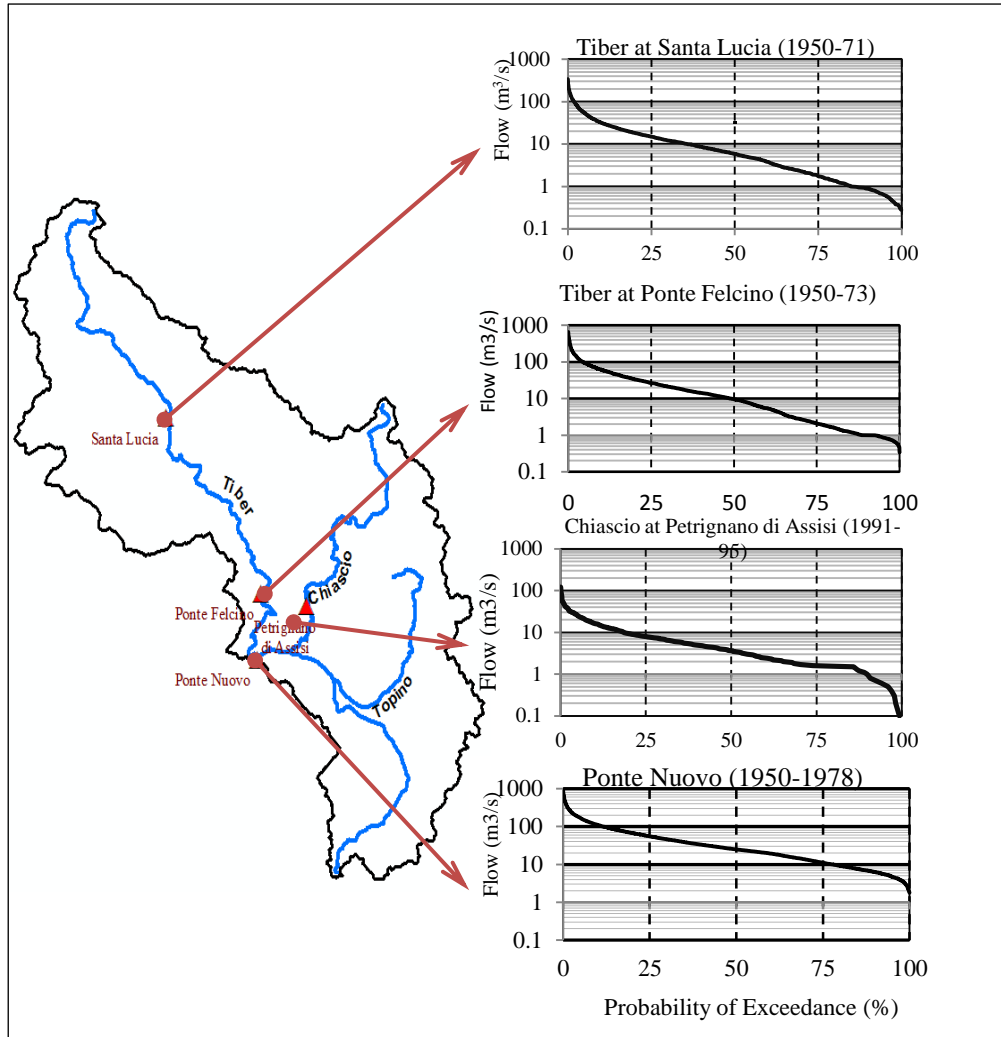 Tiber at Santa Lucia (1950-71)
Flow (m³/s)
1000
100
10
1
0.1
0 25 50 75 100
Tiber at Ponte Felcino (1950-73)
Flow (m3/s)
1000
100
10
1
0.1
0 25 50 75 100
Chiascio at Petrignano di Assisi (1991-
95)
Flow (m3/s)
1000
100
10
1
0.1
0 25 50 75 100
Ponte Nuovo (1950-1978)
Flow (m3/s)
1000
100
10
1
0.1
0 25 50 75 100
Probability of Exceedance (%)
Santa Lucia
Tiber
Chiascio
Ponte Felcino
Petrignano
di Assisi
Ponte Nuovo
Topino